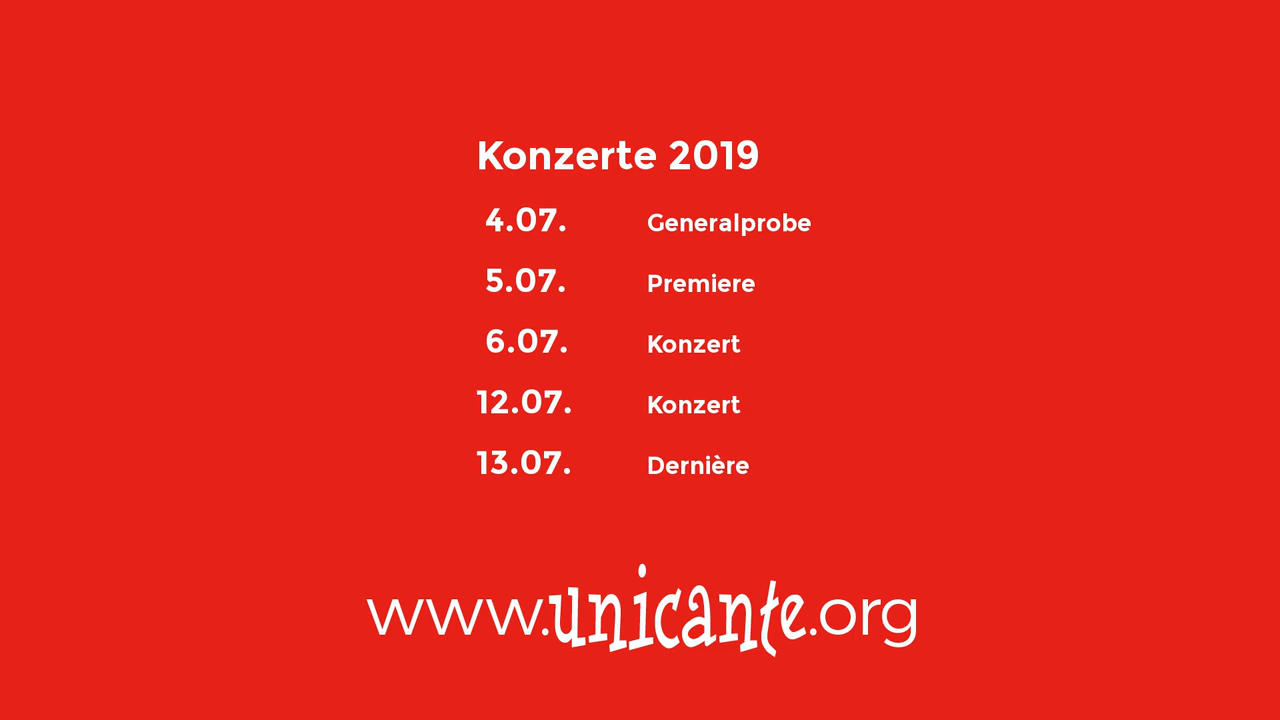 Konzerte 2019
4.07. Generalprobe
5.07. Premiere
6.07. Konzert
12.07. Konzert
13.07. Dernière
www.unicante.org